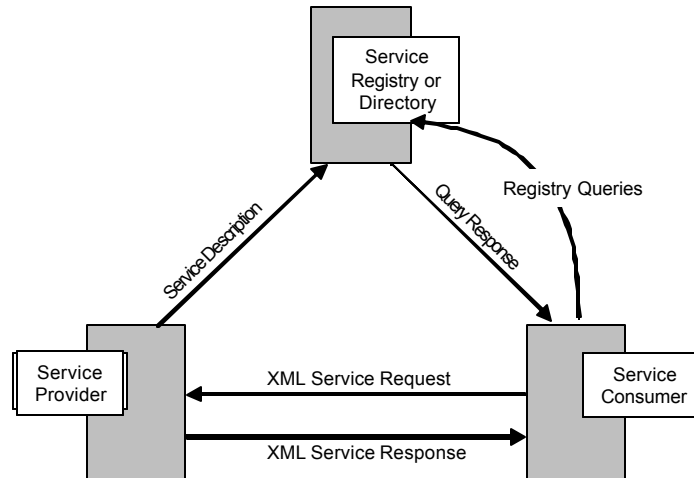 Service
Registry or
Directory
Registry Queries
Service Description
Query Response
Service
Provider
XML Service Request
Service
Consumer
XML Service Response